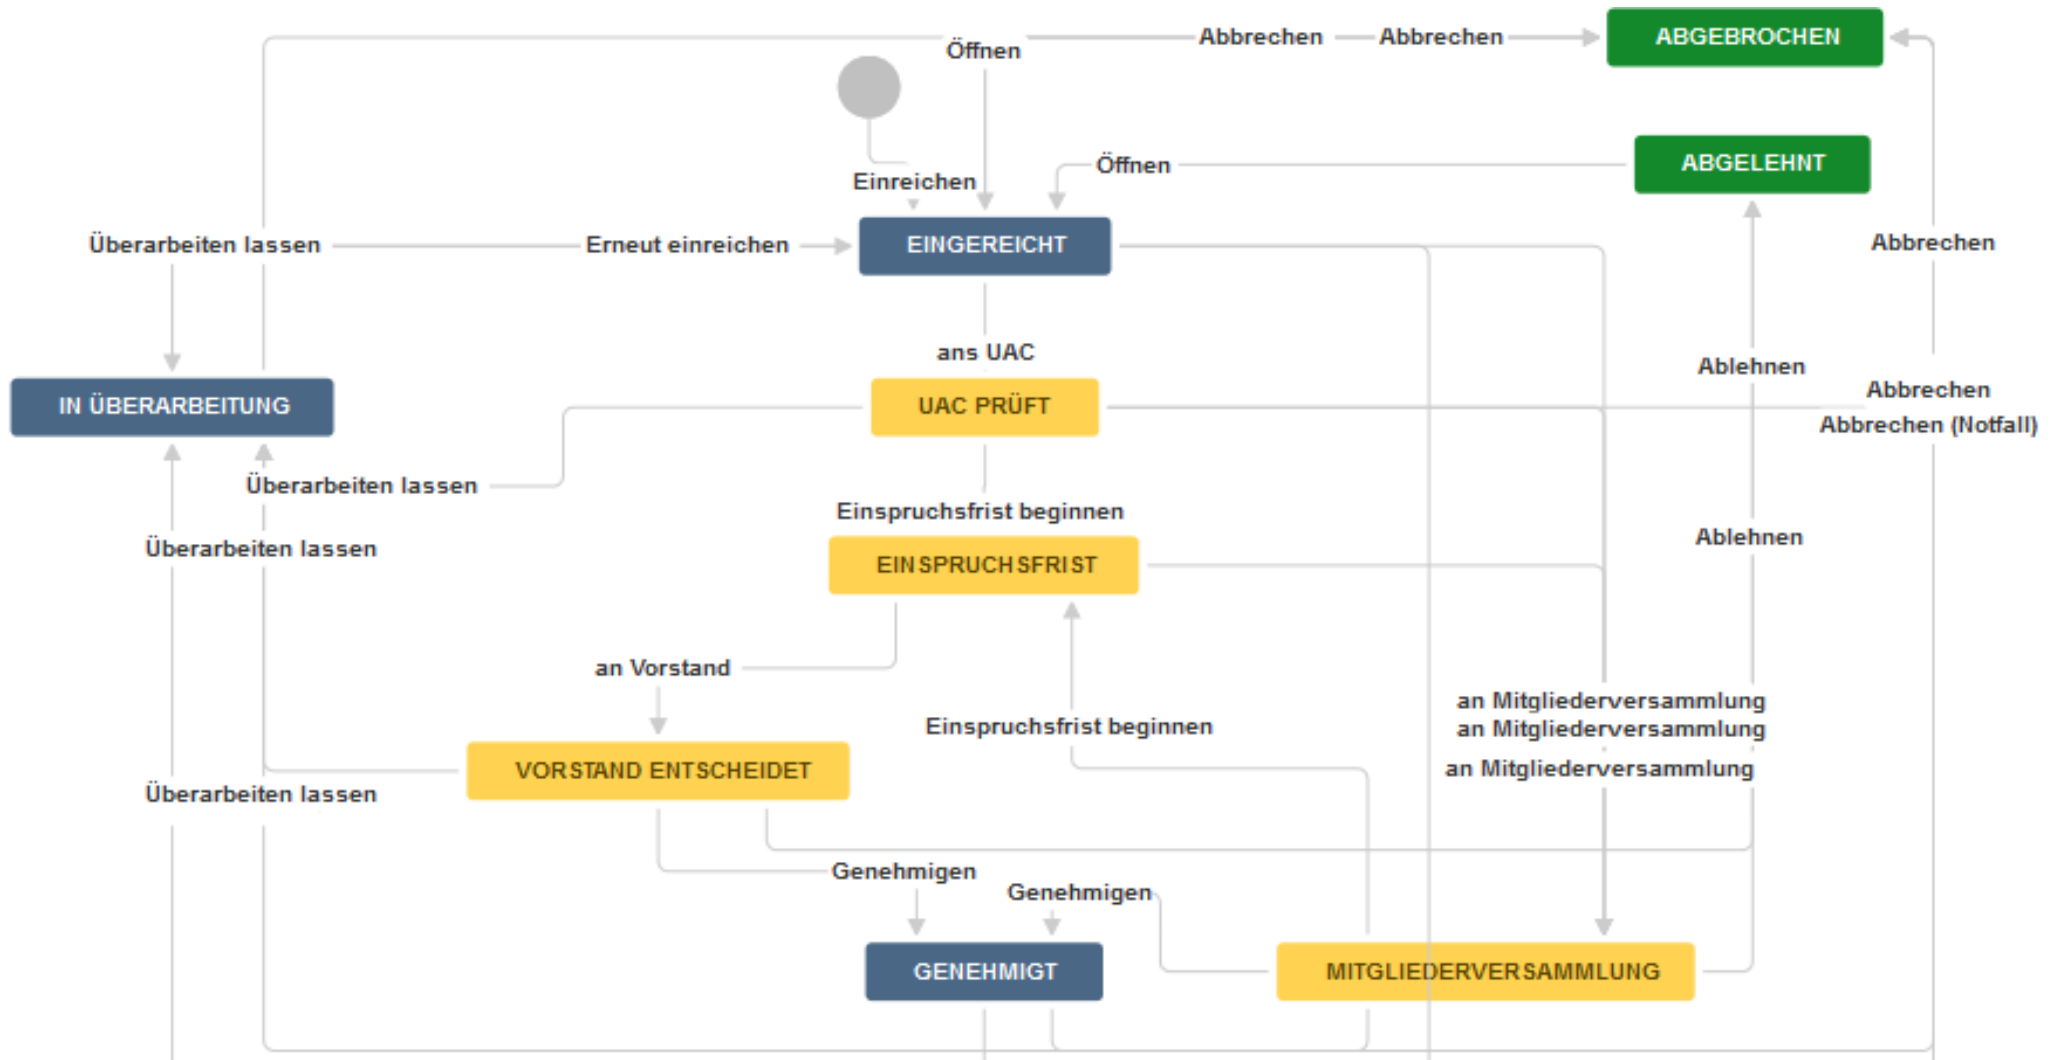 ABGEBROCHEN
Abbrechen
Abbrechen
Öffnen
ABGELEHNT
Öffnen
Einreichen
Überarbeiten lassen
Erneut einreichen
EINGEREICHT
Abbrechen
ans UAC
Ablehnen
Abbrechen
IN ÜBERARBEITUNG
UAC PRÜFT
Abbrechen (Notfall)
Überarbeiten lassen
Einspruchsfrist beginnen
Ablehnen
Überarbeiten lassen
EINSPRUCHSFRIST
an Vorstand
an Mitgliederversammlung
Einspruchsfrist beginnen
an Mitgliederversammlung
VORSTAND ENTSCHEIDET
an Mitgliederversammlung
Überarbeiten lassen
Genehmigen
Genehmigen
GENEHMIGT
MITGLIEDERVERSAMMLUNG